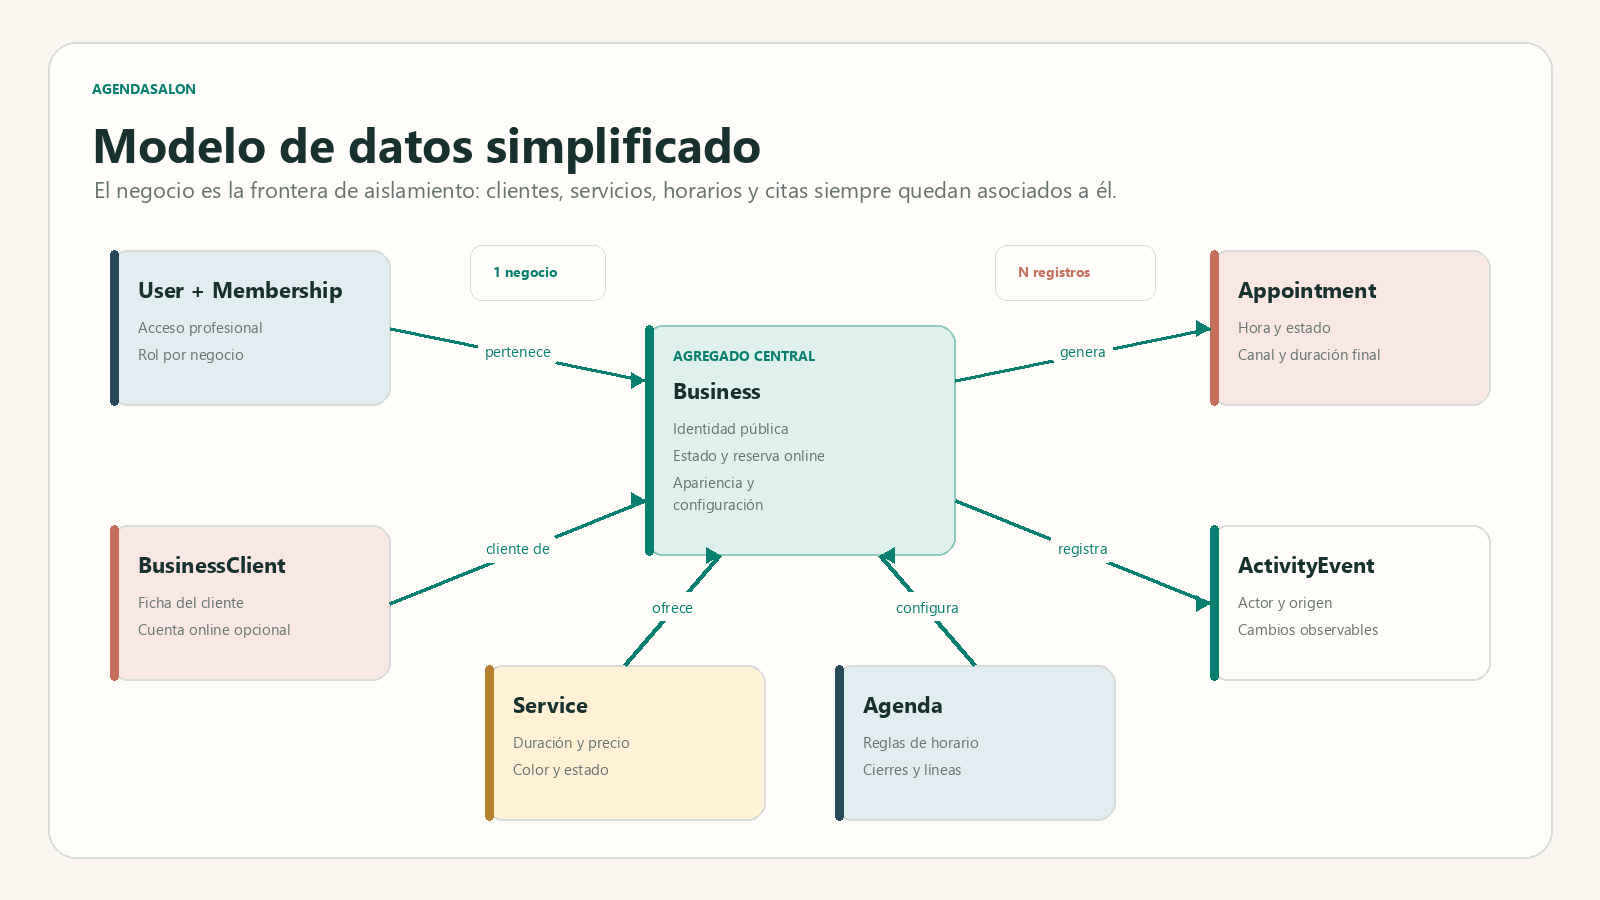 AGENDASALON
Modelo de datos simplificado
El negocio es la frontera de aislamiento: clientes, servicios, horarios y citas siempre quedan asociados a él.
User + Membership
Acceso profesional
Rol por negocio
1 negocio
N registros
Appointment
Hora y estado
Canal y duración final
pertenece
genera
AGREGADO CENTRAL
Business
Identidad pública
Estado y reserva online
Apariencia y
configuración
BusinessClient
Ficha del cliente
Cuenta online opcional
cliente de
registra
ActivityEvent
Actor y origen
Cambios observables
ofrece
configura
Service
Duración y precio
Color y estado
Agenda
Reglas de horario
Cierres y líneas